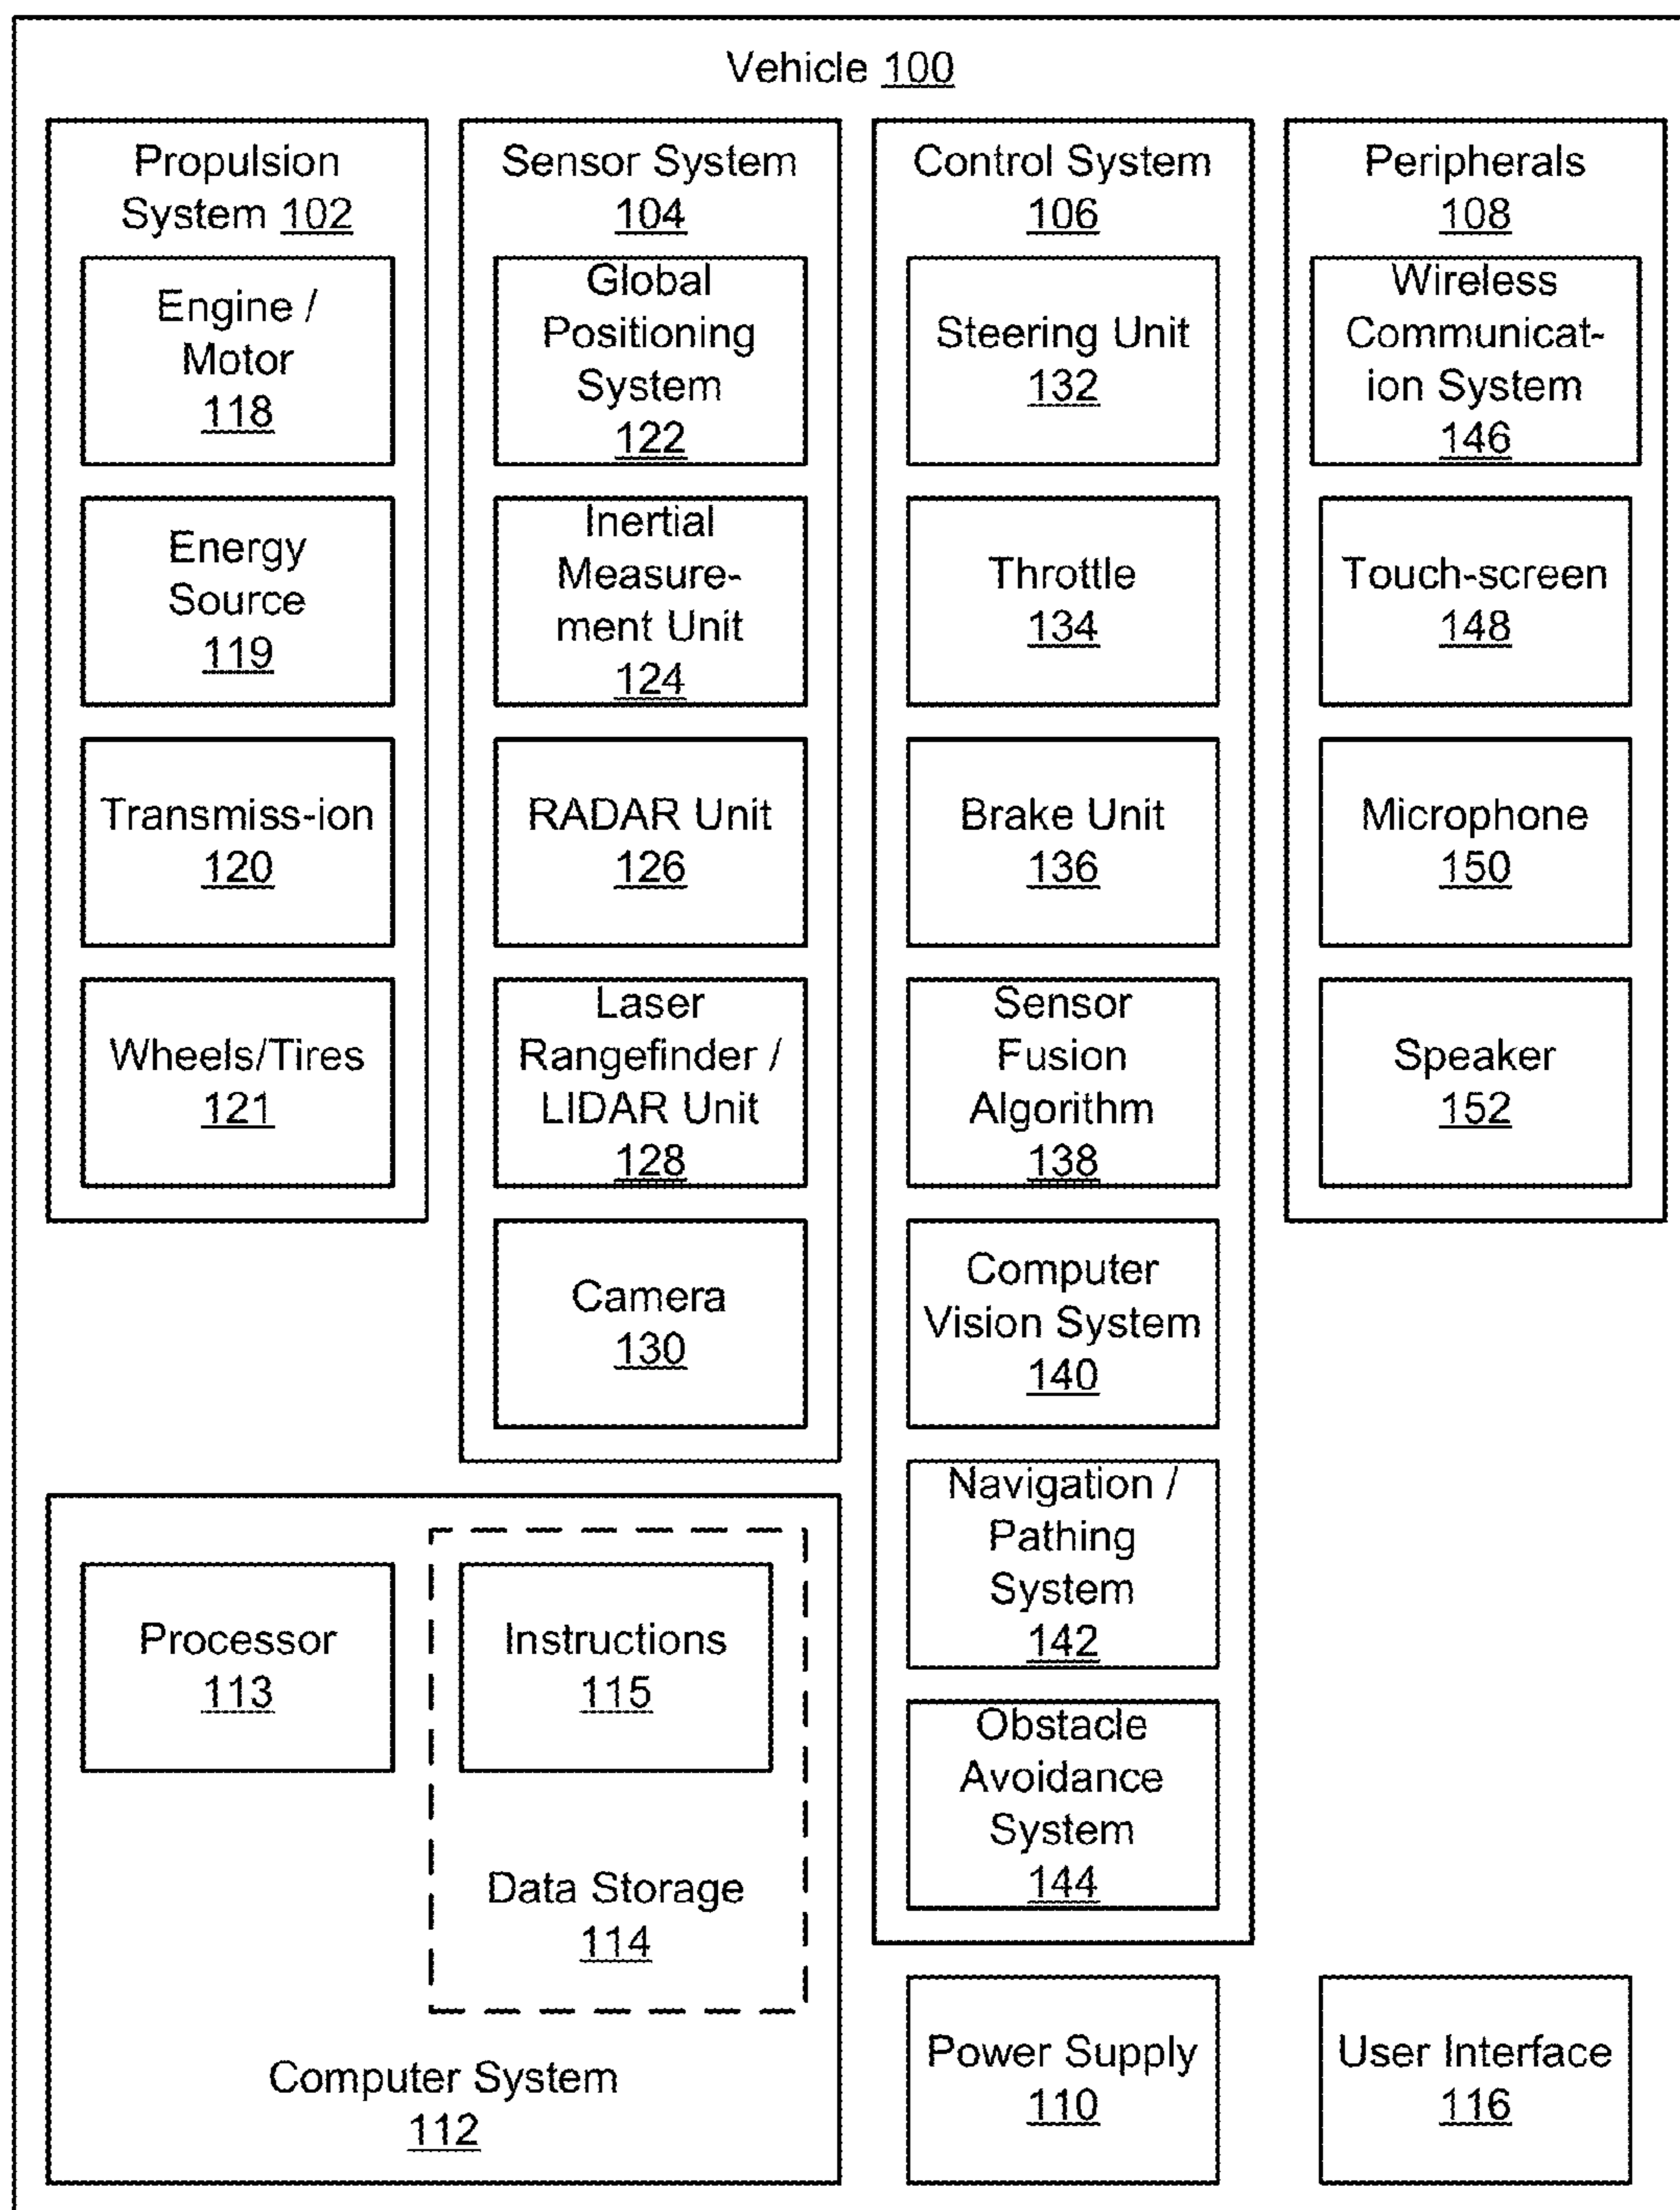 Vehicle 100
Propulsion
System 102
Engine /
Motor
118
Energy
Source
119
Transmiss-ion
120
Wheels/Tires
121
Sensor System
104
Global
Positioning
System
122
Inertial
Measure-
ment Unit
124
RADAR Unit
126
Laser
Rangefinder /
LIDAR Unit
128
Camera
130
Control System
106
Steering Unit
132
Throttle
134
Brake Unit
136
Sensor
Fusion
Algorithm
138
Computer
Vision System
140
Navigation /
Pathing
System
142
Obstacle
Avoidance
System
144
Peripherals
108
Wireless
Communicat-
ion System
146
Touch-screen
148
Microphone
150
Speaker
152
Processor
113
Instructions
115
Data Storage
114
Computer System
112
Power Supply
110
User Interface
116